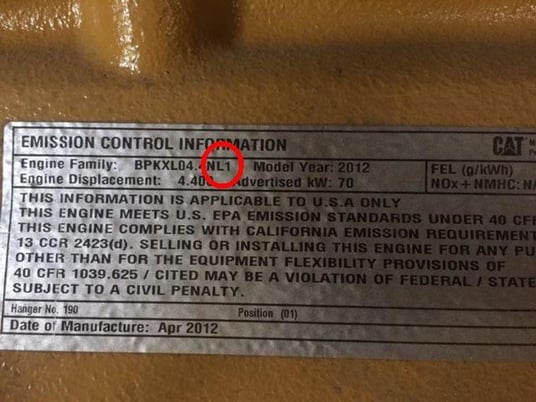 EMISSION CONTROL INFORMATION CAT
Engine Family: BPKXL04.4NL1 Model Year: 2012 FEL (g/kWh)
Engine Displacement: 4.400 Advertised kW: 70 NOx+NMHC: N/
THIS INFORMATION IS APPLICABLE TO U.S.A ONLY
THIS ENGINE MEETS U.S. EPA EMISSION STANDARDS UNDER 40 CFR
THIS ENGINE COMPLIES WITH CALIFORNIA EMISSION REQUIREMENT
13 CCR 2423(d). SELLING OR INSTALLING THIS ENGINE FOR ANY PU
OTHER THAN FOR THE EQUIPMENT FLEXIBILITY PROVISIONS OF
40 CFR 1039.625 / CITED MAY BE A VIOLATION OF FEDERAL / STATE
SUBJECT TO A CIVIL PENALTY.
Hanger No. 190 Position (01)
Date of Manufacture: Apr 2012